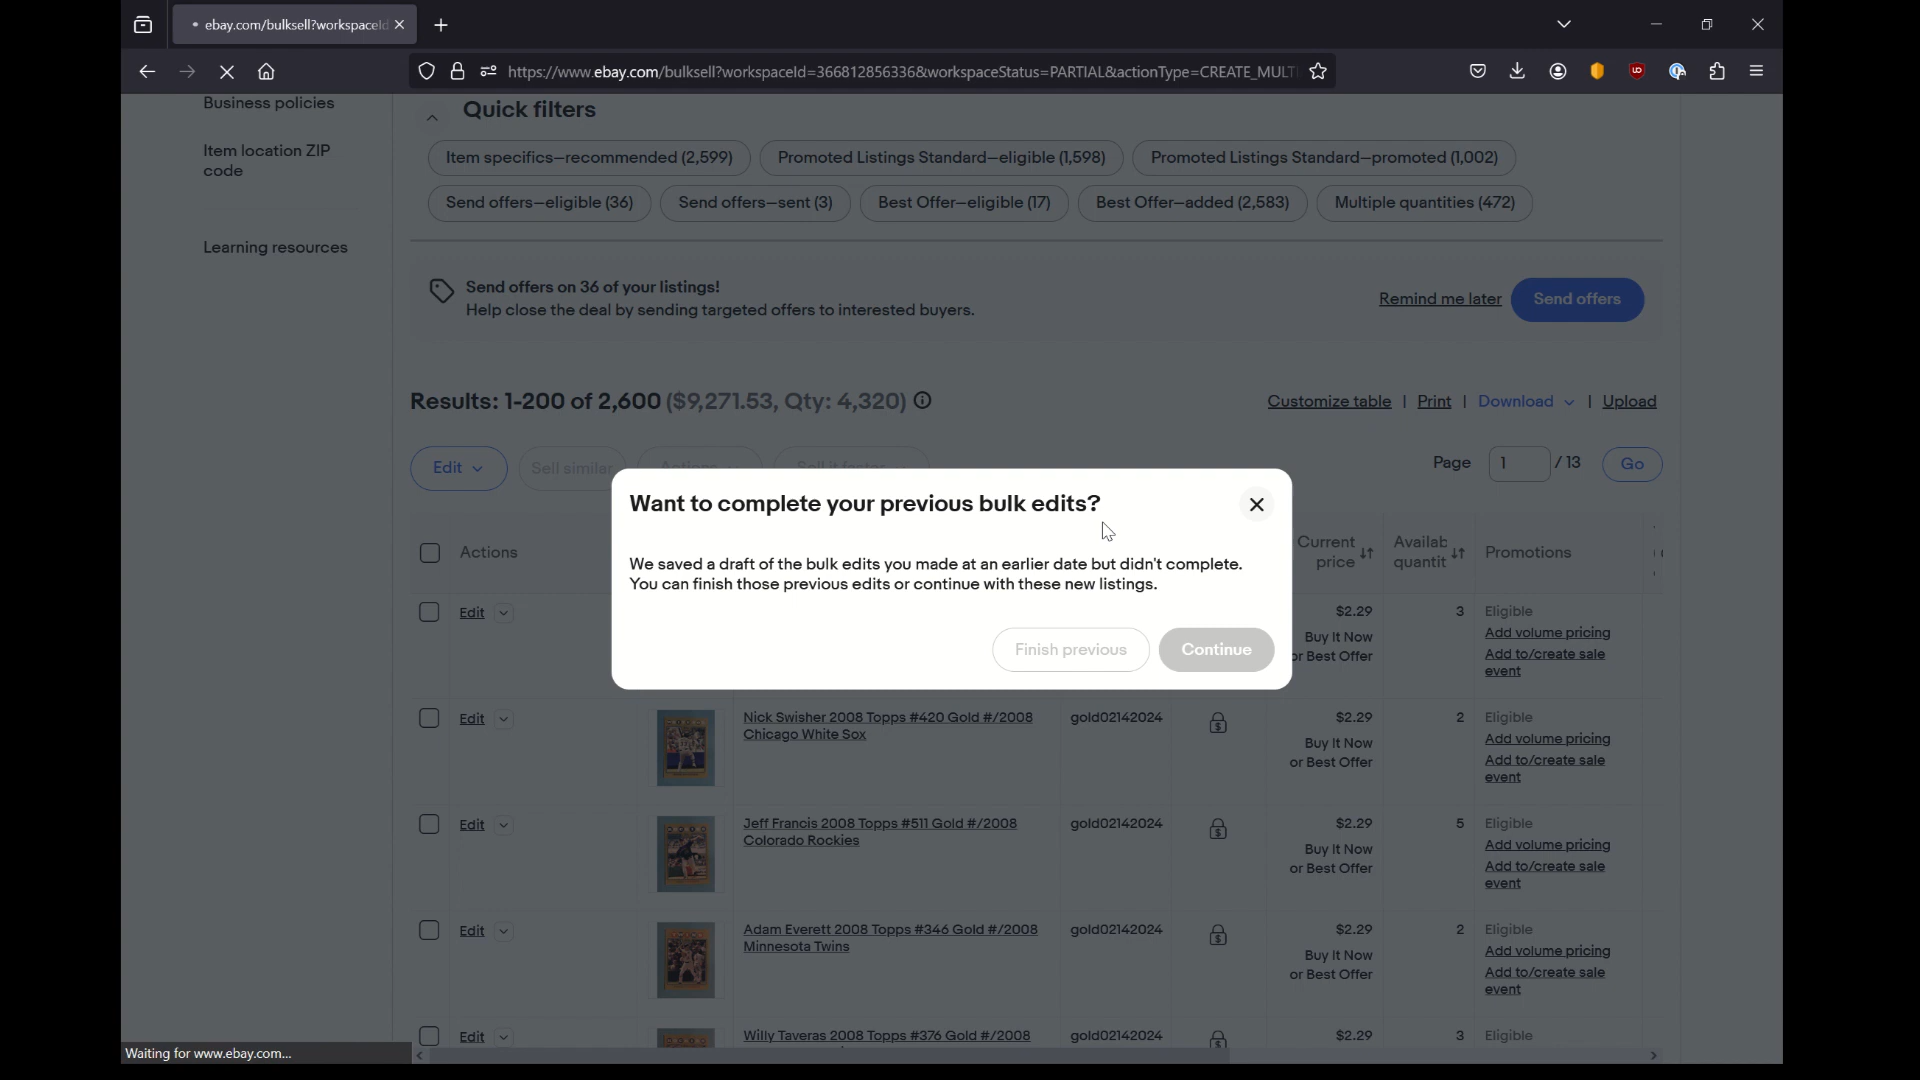 ebay.com/bulksell?workspaceId
https://www.ebay.com/bulksell?workspaceId=366812856336&workspaceStatus=PARTIAL&actionType=CREATE_MULTI
Business policies
Item location ZIP
code
Learning resources
Quick filters
Item specifics—recommended (2,599)
Promoted Listings Standard—eligible (1,598)
Promoted Listings Standard—promoted (1,002)
Send offers—eligible (36)
Send offers—sent (3)
Best Offer—eligible (17)
Best Offer—added (2,583)
Multiple quantities (472)
Send offers on 36 of your listings!
Help close the deal by sending targeted offers to interested buyers.
Remind me later
Send offers
Results: 1-200 of 2,600 ($9,271.53, Qty: 4,320)
Customize table | Print | Download | Upload
Edit
Sell similar
Actions
Sell it faster
Page 1 / 13 Go
Want to complete your previous bulk edits?
We saved a draft of the bulk edits you made at an earlier date but didn't complete.
You can finish those previous edits or continue with these new listings.
Finish previous
Continue
Actions
Current
price
Availab
quantit
Promotions
Edit
$2.29
Buy It Now
or Best Offer
3
Eligible
Add volume pricing
Add to/create sale
event
Edit
Nick Swisher 2008 Topps #420 Gold #/2008
Chicago White Sox
gold02142024
$2.29
Buy It Now
or Best Offer
2
Eligible
Add volume pricing
Add to/create sale
event
Edit
Jeff Francis 2008 Topps #511 Gold #/2008
Colorado Rockies
gold02142024
$2.29
Buy It Now
or Best Offer
5
Eligible
Add volume pricing
Add to/create sale
event
Edit
Adam Everett 2008 Topps #346 Gold #/2008
Minnesota Twins
gold02142024
$2.29
Buy It Now
or Best Offer
2
Eligible
Add volume pricing
Add to/create sale
event
Edit
Willy Taveras 2008 Topps #376 Gold #/2008
gold02142024
$2.29
3
Eligible
Waiting for www.ebay.com...